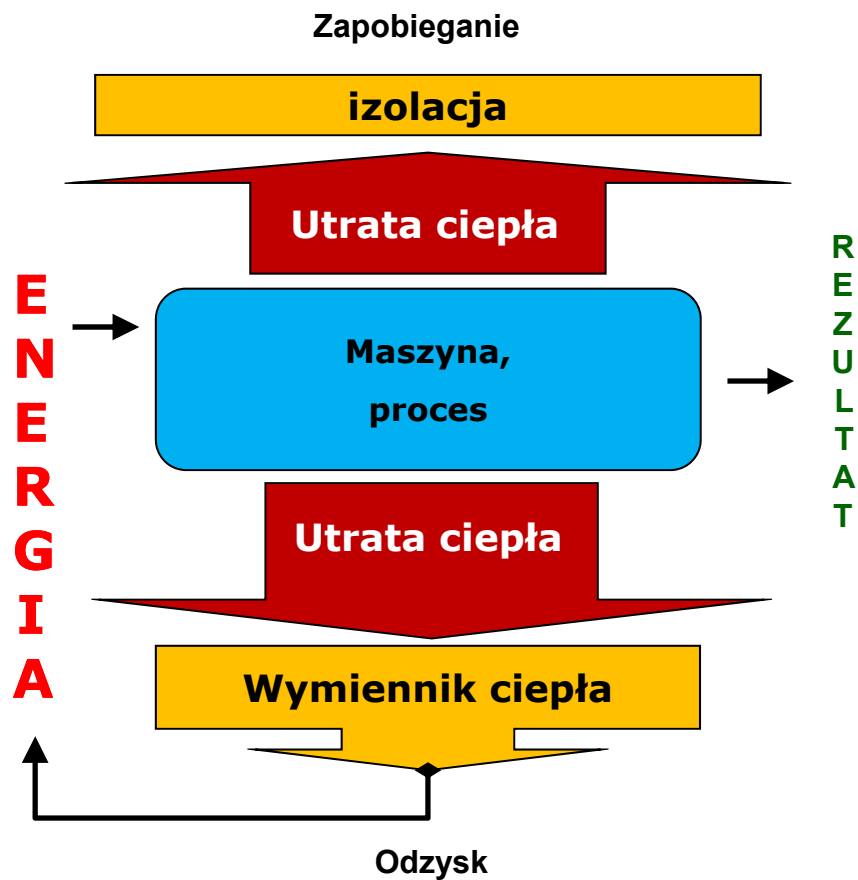 Zapobieganie
izolacja
Utrata ciepła
ENERGIA
Maszyna,
proces
REZULTAT
Utrata ciepła
Wymiennik ciepła
Odzysk